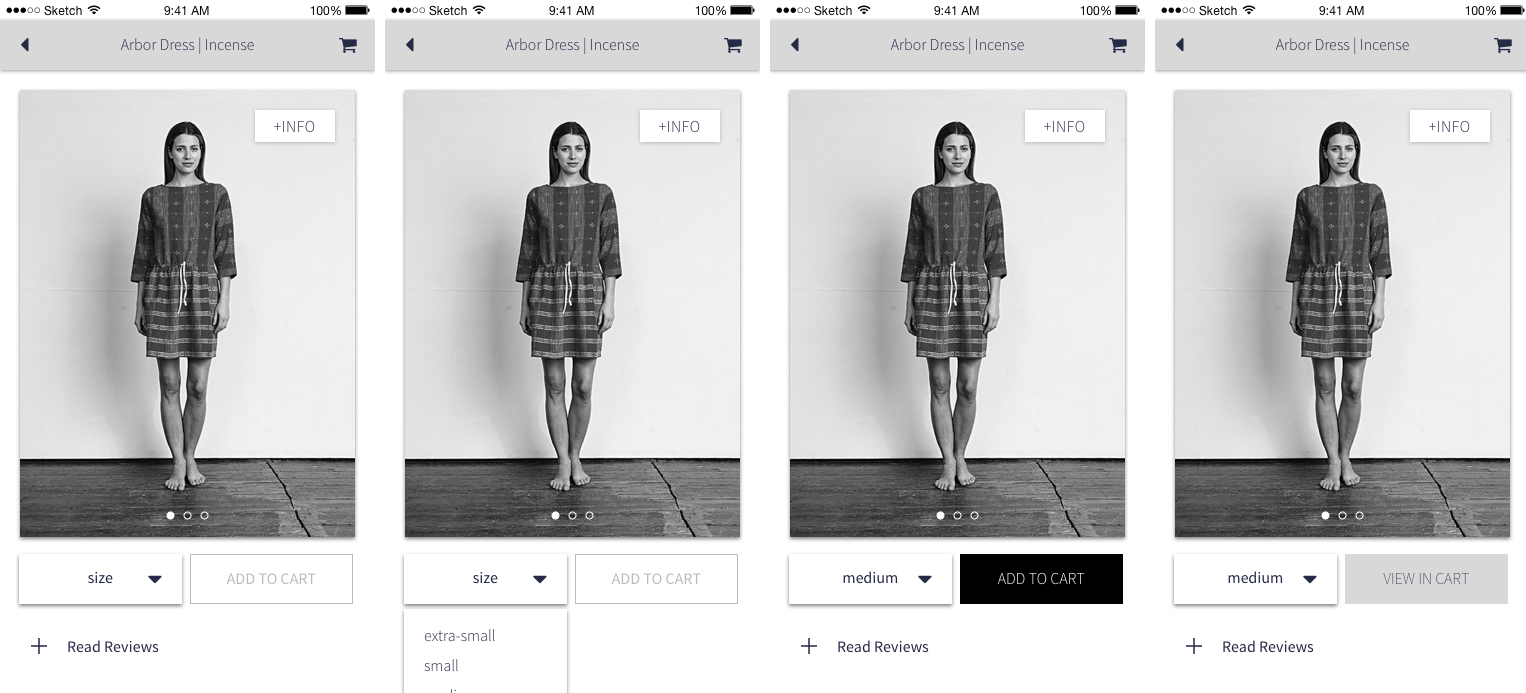 Sketch 9:41 AM 100%
Arbor Dress | Incense
+INFO
size
ADD TO CART
Read Reviews
Sketch 9:41 AM 100%
Arbor Dress | Incense
+INFO
size
ADD TO CART
extra-small
small
Sketch 9:41 AM 100%
Arbor Dress | Incense
+INFO
medium
ADD TO CART
Read Reviews
Sketch 9:41 AM 100%
Arbor Dress | Incense
+INFO
medium
VIEW IN CART
Read Reviews